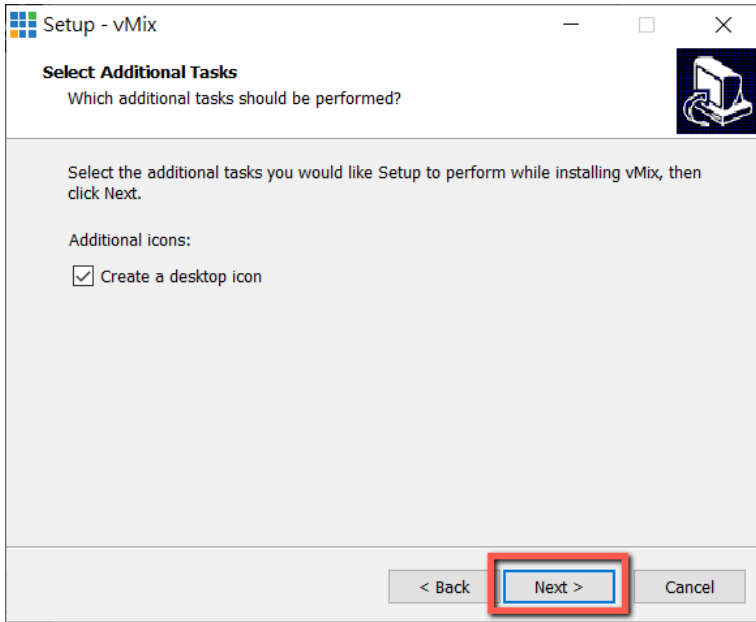 Setup - vMix
Select Additional Tasks
Which additional tasks should be performed?
Select the additional tasks you would like Setup to perform while installing vMix, then
click Next.
Additional icons:
Create a desktop icon
< Back
Next >
Cancel